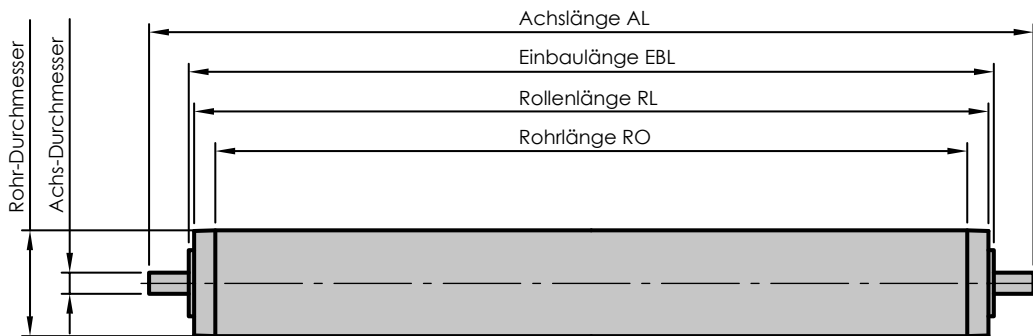 Achslänge AL
Einbaulänge EBL
Rollenlänge RL
Rohrlänge RO
Rohr-Durchmesser
Achs-Durchmesser